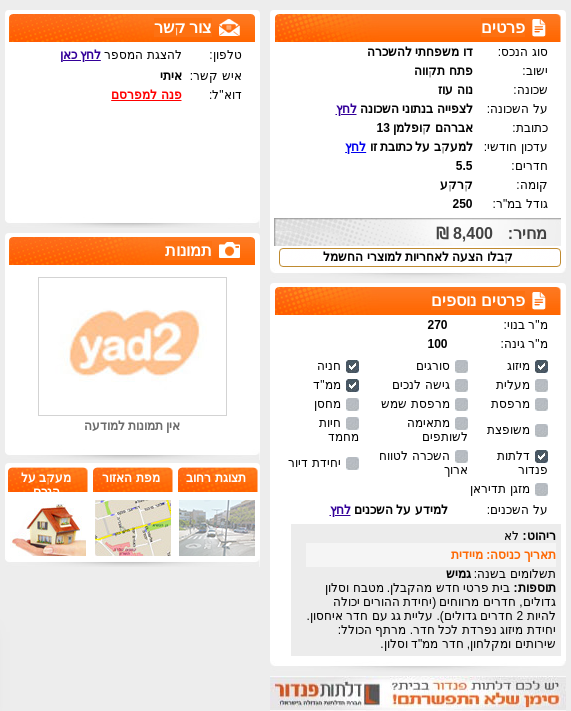 פרטים
סוג הנכס: דו משפחתי להשכרה
ישוב: פתח תקווה
שכונה: נוה עוז
על השכונה: לצפייה בנתוני השכונה לחץ
כתובת: אברהם קופלמן 13
עדכון חודשי: למעקב על כתובת זו לחץ
חדרים: 5.5
קומה: קרקע
גודל במ"ר: 250
מחיר: 8,400 ₪
קבלו הצעה לאחריות למוצרי החשמל
פרטים נוספים
מ"ר בנוי: 270
מ"ר גינה: 100
מיזוג סורגים חניה
מעלית גישה לנכים ממ"ד
מרפסת מרפסת שמש מחסן
משופצת מתאימה לשותפים חיות מחמד
דלתות פנדור השכרה לטווח ארוך יחידת דיור
מזגן תדיראן
על השכנים: למידע על השכנים לחץ
ריהוט: לא
תאריך כניסה: מיידית
תשלומים בשנה: גמיש
תוספות: בית פרטי חדש מהקבלן. מטבח וסלון
גדולים, חדרים מרווחים (יחידת ההורים יכולה
להיות 2 חדרים גדולים). עליית גג עם חדר איחסון.
יחידת מיזוג נפרדת לכל חדר. מרתף הכולל:
שירותים ומקלחון, חדר ממ"ד וסלון.
יש לכם דלתות פנדור בבית?
סימן שלא התפשרתם!
דלתות פנדור
חברת הדלתות הגדולה בישראל
צור קשר
טלפון: להצגת המספר לחץ כאן
איש קשר: איתי
דוא"ל: פנה למפרסם
תמונות
yad2
אין תמונות למודעה
תצוגת רחוב
מפת האזור
מעקב על
הנכס